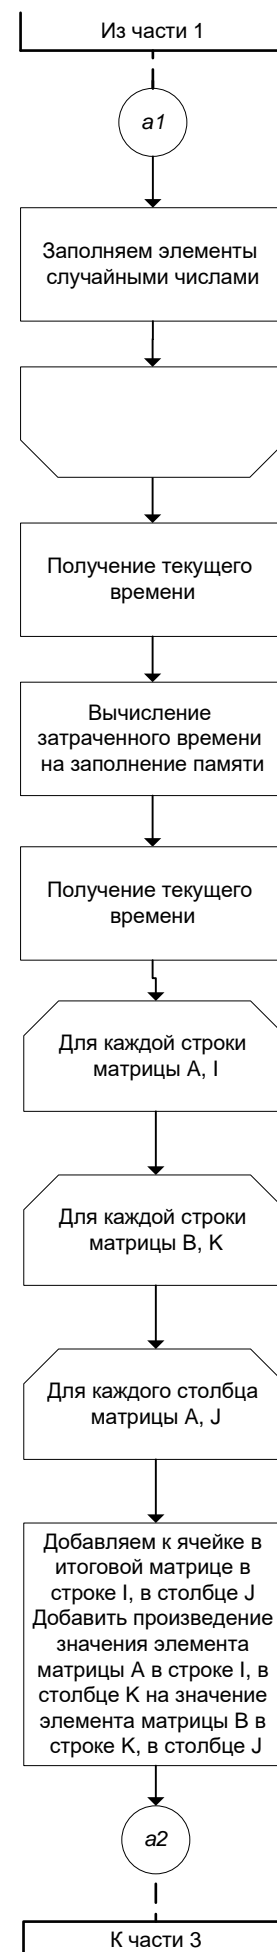 Из части 1
a1
Заполняем элементы
случайными числами
Получение текущего
времени
Вычисление
затраченного времени
на заполнение памяти
Получение текущего
времени
Для каждой строки
матрицы A, I
Для каждой строки
матрицы B, K
Для каждого столбца
матрицы A, J
Добавляем к ячейке в
итоговой матрице в
строке I, в столбце J
Добавить произведение
значения элемента
матрицы A в строке I, в
столбце K на значение
элемента матрицы B в
строке K, в столбце J
a2
К части 3